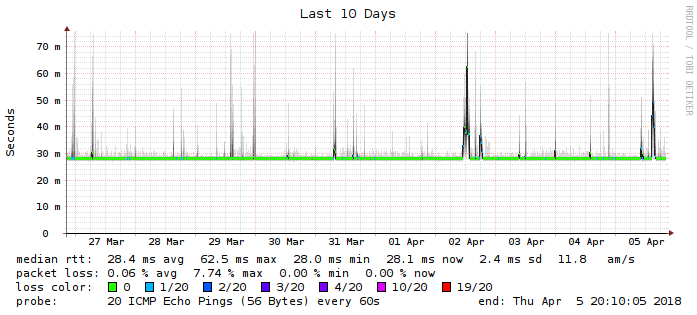 Last 10 Days
RRDTOOL / TOBI OETIKER
Seconds
70 m
60 m
50 m
40 m
30 m
20 m
10 m
0
27 Mar 28 Mar 29 Mar 30 Mar 31 Mar 01 Apr 02 Apr 03 Apr 04 Apr 05 Apr
median rtt: 28.4 ms avg 62.5 ms max 28.0 ms min 28.1 ms now 2.4 ms sd 11.8 am/s
packet loss: 0.06 % avg 7.74 % max 0.00 % min 0.00 % now
loss color: 0 1/20 2/20 3/20 4/20 10/20 19/20
probe: 20 ICMP Echo Pings (56 Bytes) every 60s end: Thu Apr 5 20:10:05 2018